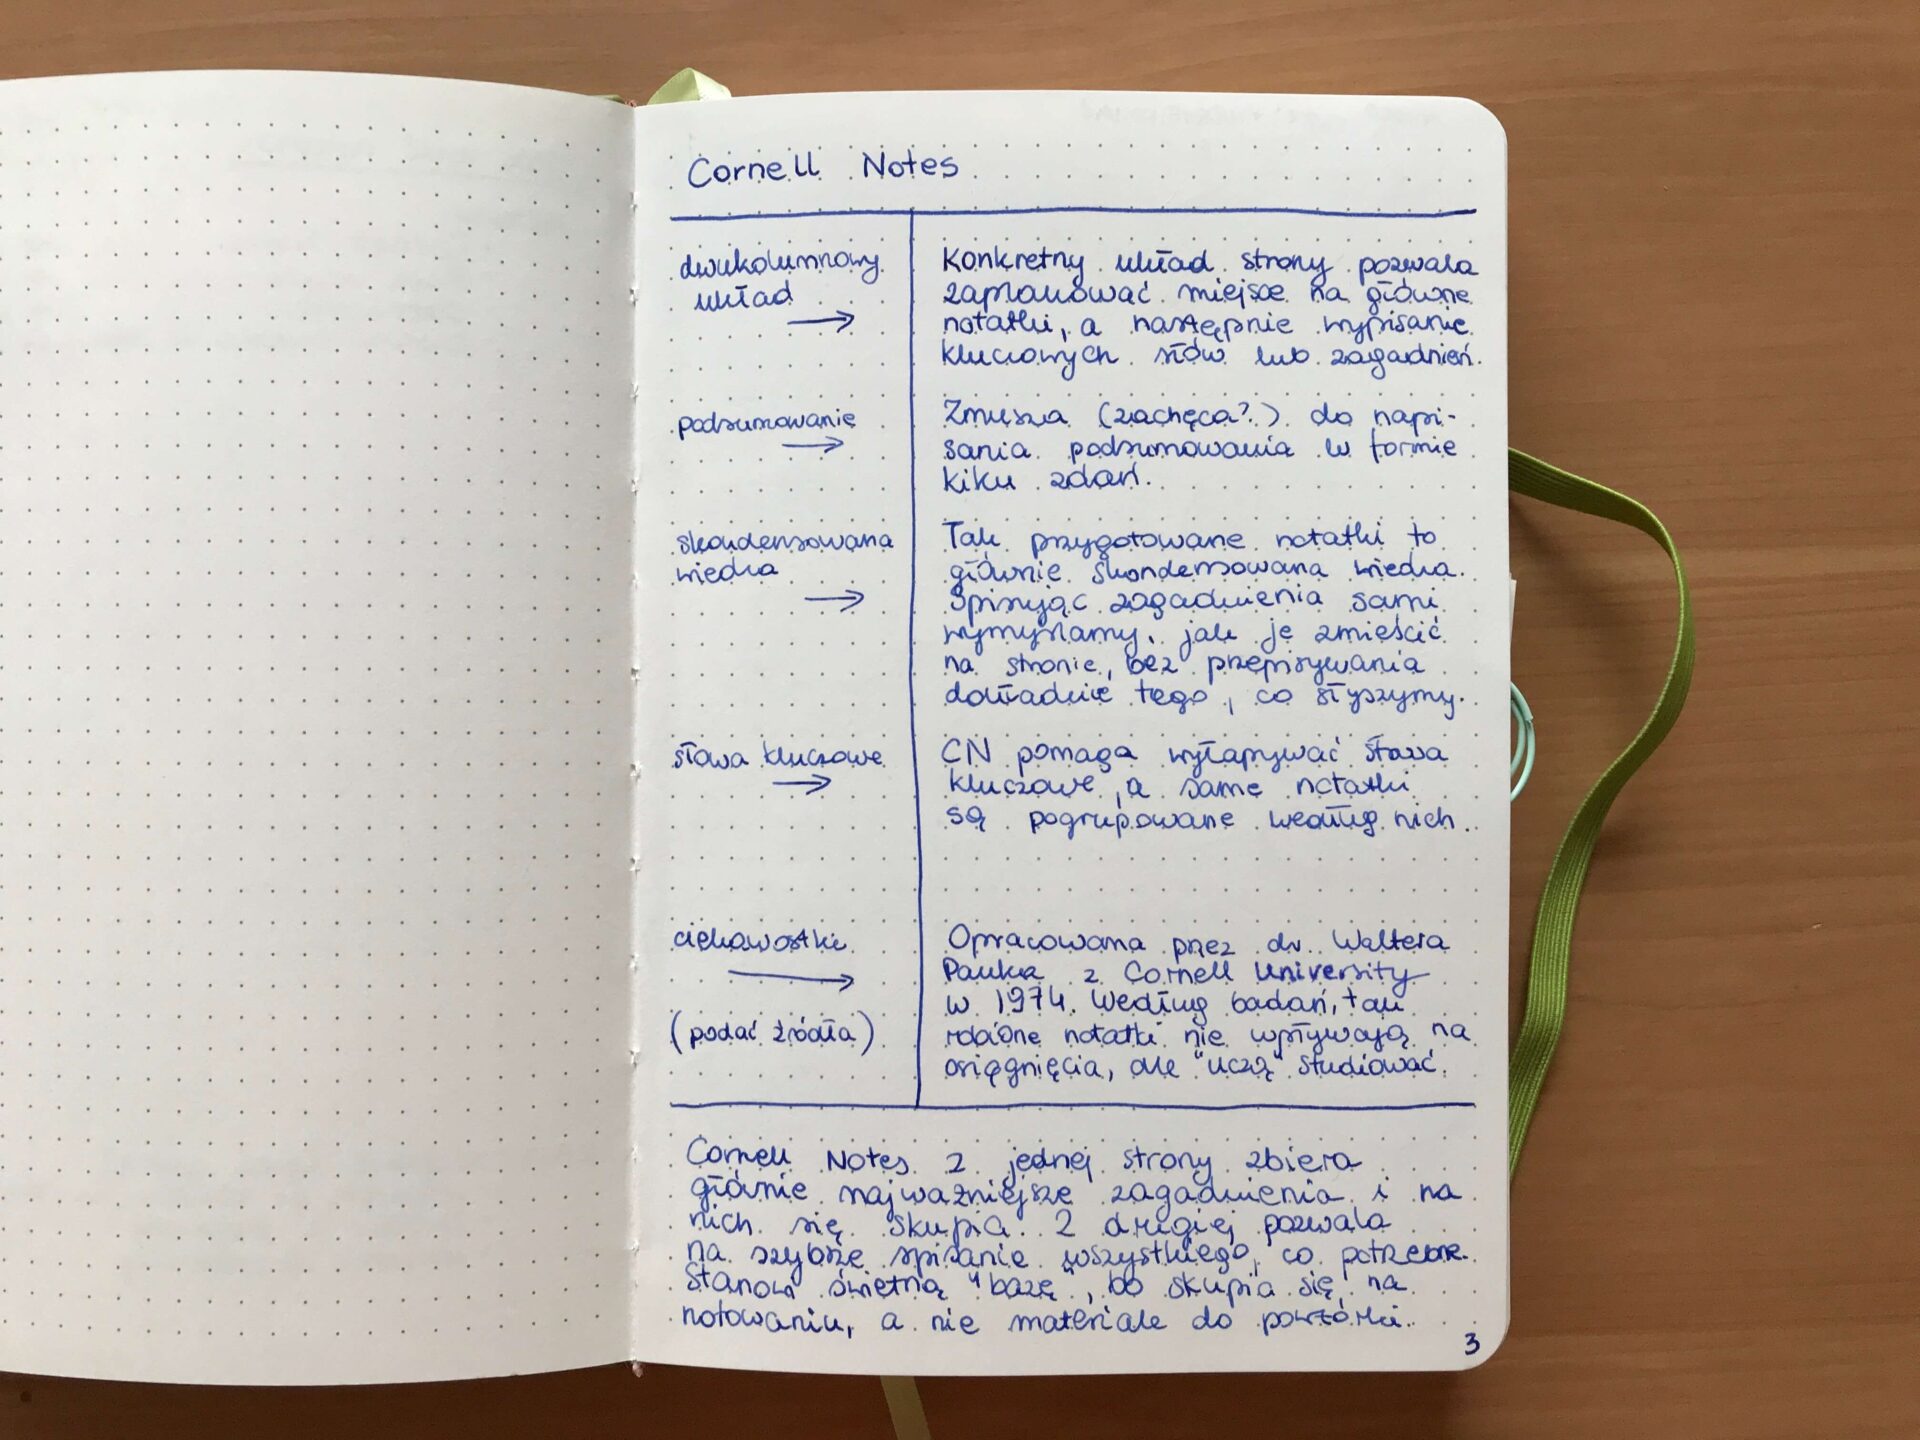 Cornell Notes
dwukolumnowy
układ
Konkretny układ strony pozwala
zaplanować miejsce na główne
notatki, a następnie wypisanie
kluczowych słów lub zagadnień.
podsumowanie
Zmusza (zachęca?) do napi-
sania podsumowania w formie
kilku zdań.
skondensowana
wiedza
Tak przygotowane notatki to
głównie skondensowana wiedza.
Spisując zagadnienia sami
wymyślamy, jak je zmieścić
na stronie, bez przepisywania
dokładnie tego, co słyszymy.
słowa kluczowe
CN pomaga wyłapywać słowa
kluczowe, a same notatki
są pogrupowane według nich.
ciekawostki
(podać źródła)
Opracowana przez dr. Waltera
Pauka z Cornell University
w 1974. Według badań, tak
robione notatki nie wpływają na
osiągnięcia, ale "uczą" studiować.
Cornell Notes z jednej strony zbiera
głównie najważniejsze zagadnienia i na
nich się skupia. Z drugiej pozwala
na szybsze spisanie wszystkiego, co potrzebne.
Stanowi świetną "bazę", bo skupia się na
notowaniu, a nie materiale do powtórki.
3